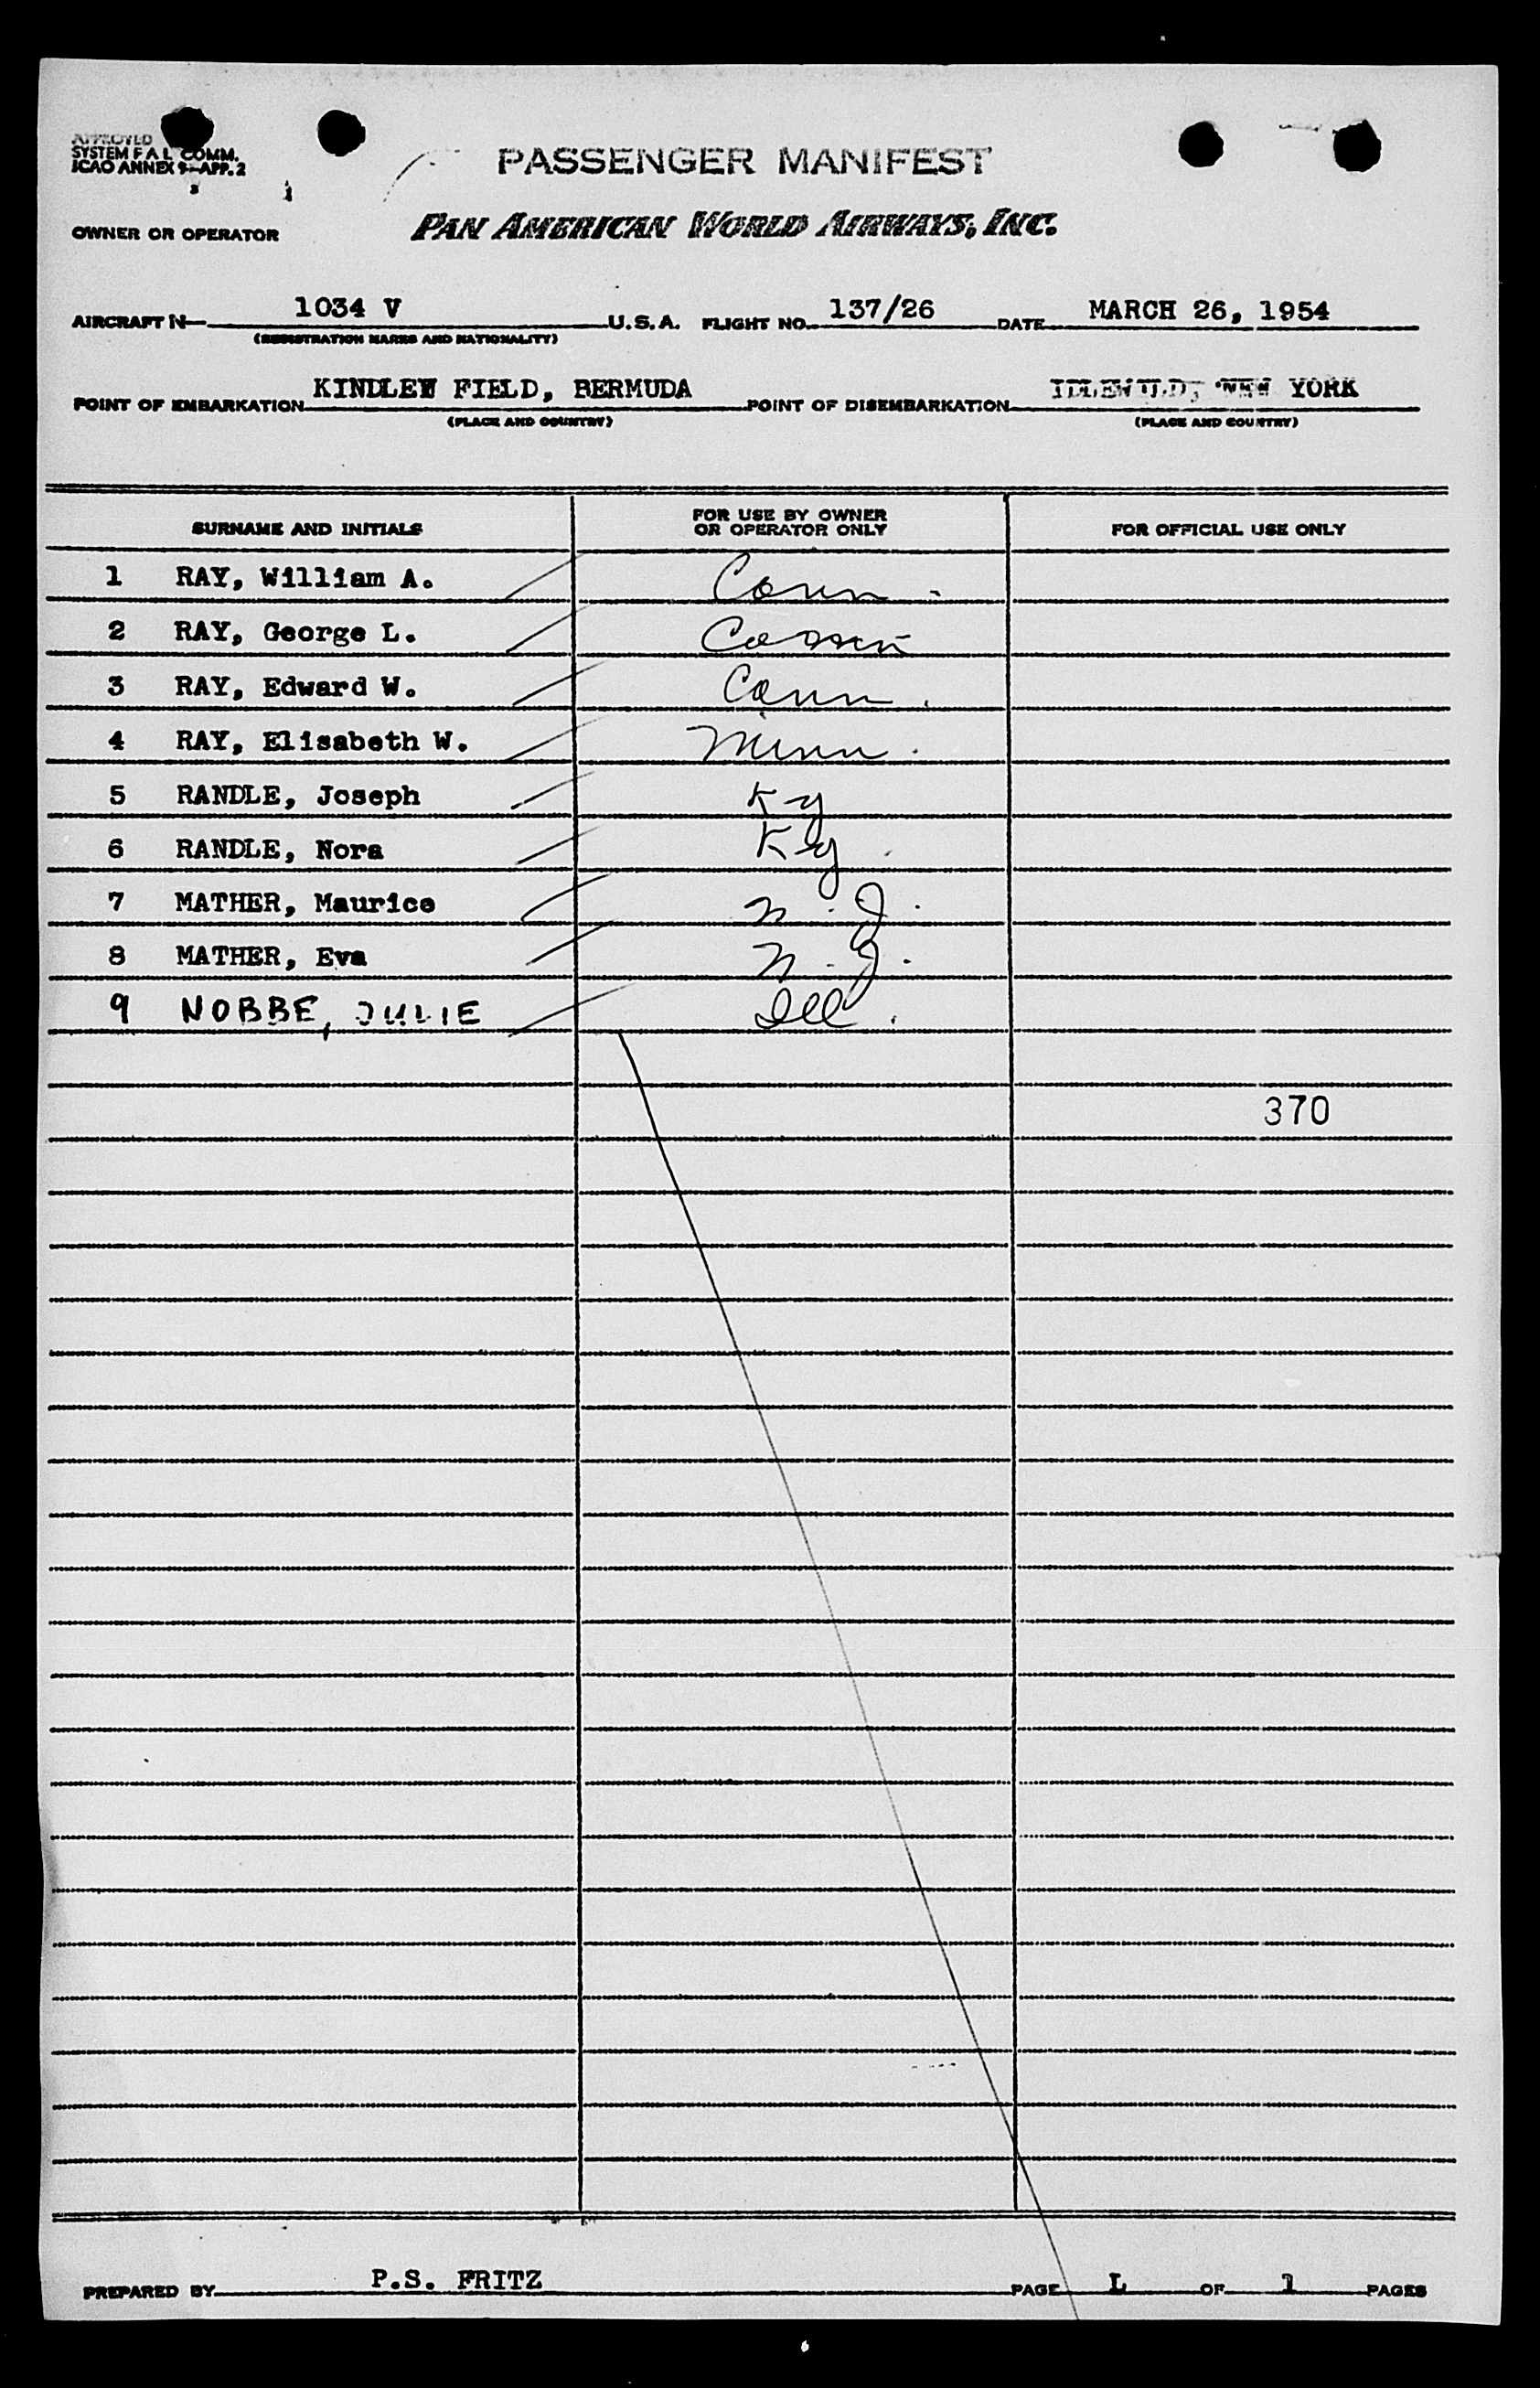 APPROVED
SYSTEM F A L COMM.
ICAO ANNEX 9-APP. 2
PASSENGER MANIFEST
OWNER OR OPERATOR PAN AMERICAN WORLD AIRWAYS, INC.
AIRCRAFT N 1034 V U.S.A. FLIGHT NO. 137/26 DATE MARCH 26, 1954
(REGISTRATION MARKS AND NATIONALITY)
POINT OF EMBARKATION KINDLEY FIELD, BERMUDA POINT OF DISEMBARKATION IDLEWILD, NEW YORK
(PLACE AND COUNTRY) (PLACE AND COUNTRY)
SURNAME AND INITIALS FOR USE BY OWNER OR OPERATOR ONLY FOR OFFICIAL USE ONLY
1 RAY, William A. Conn.
2 RAY, George L. Conn
3 RAY, Edward W. Conn.
4 RAY, Elisabeth W. Minn.
5 RANDLE, Joseph Ky
6 RANDLE, Nora Ky.
7 MATHER, Maurice N.J.
8 MATHER, Eva N.J.
9 NOBBE, JULIE Ill.
370
PREPARED BY P.S. FRITZ PAGE 1 OF 1 PAGES